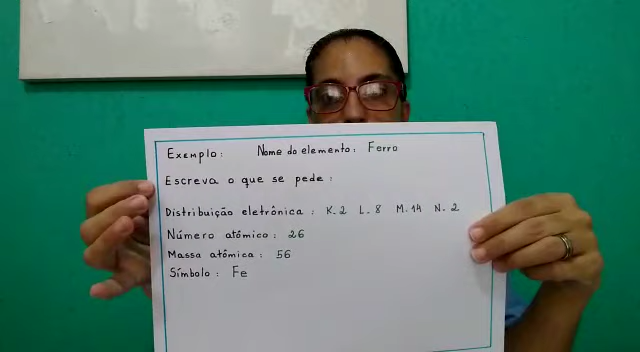 Exemplo: Nome do elemento: Ferro
Escreva o que se pede:
Distribuição eletrônica: K-2 L-8 M-14 N-2
Número atômico: 26
Massa atômica: 56
Símbolo: Fe